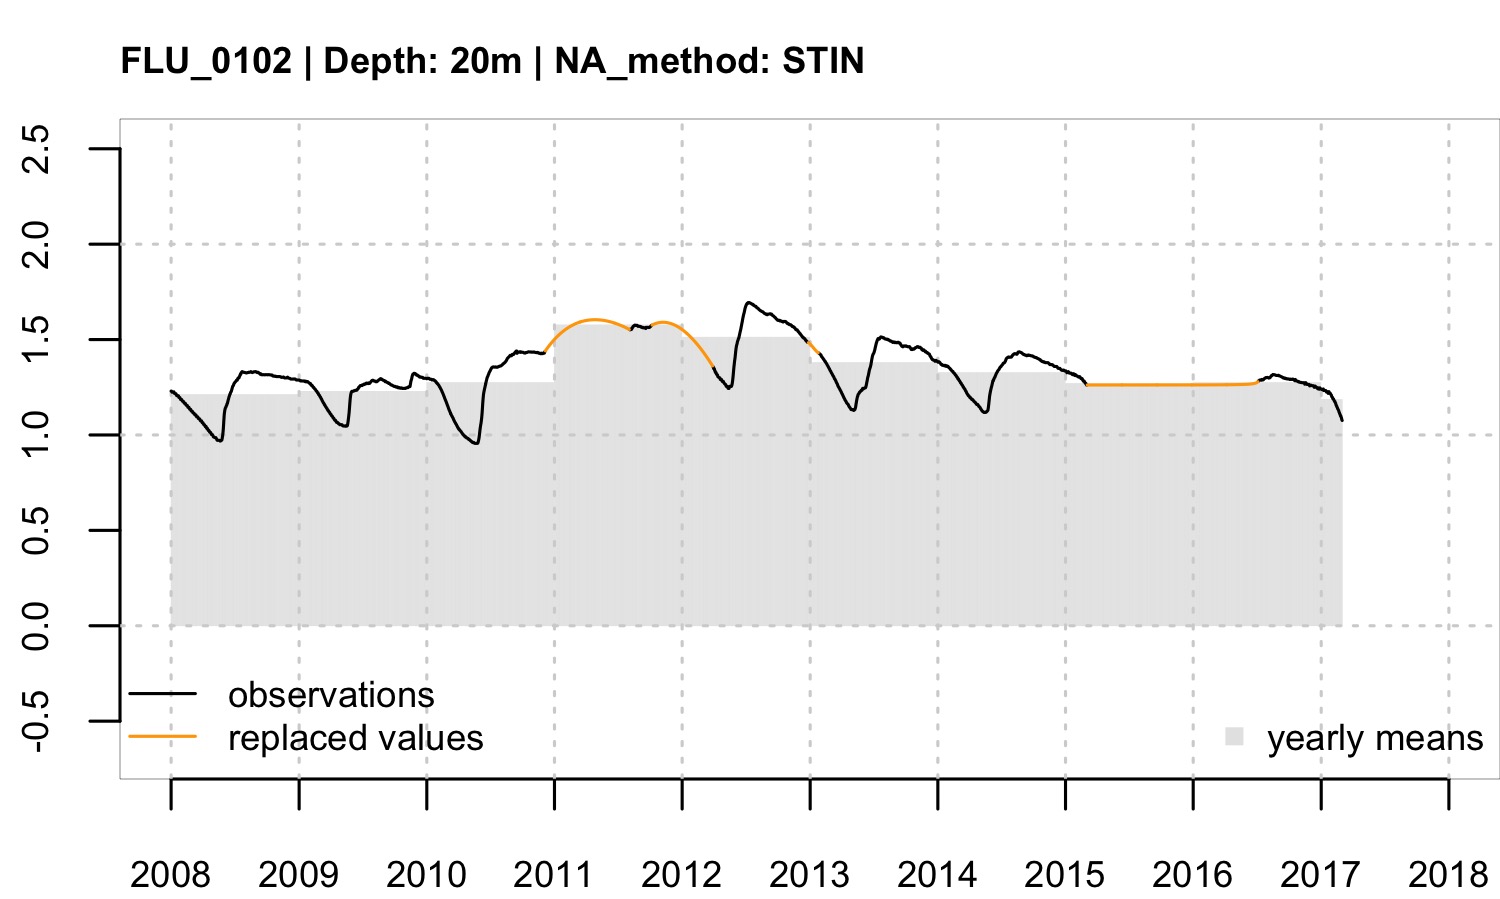 FLU_0102 | Depth: 20m | NA_method: STIN
2.5
2.0
1.5
1.0
0.5
0.0
-0.5
observations
replaced values
yearly means
2008 2009 2010 2011 2012 2013 2014 2015 2016 2017 2018